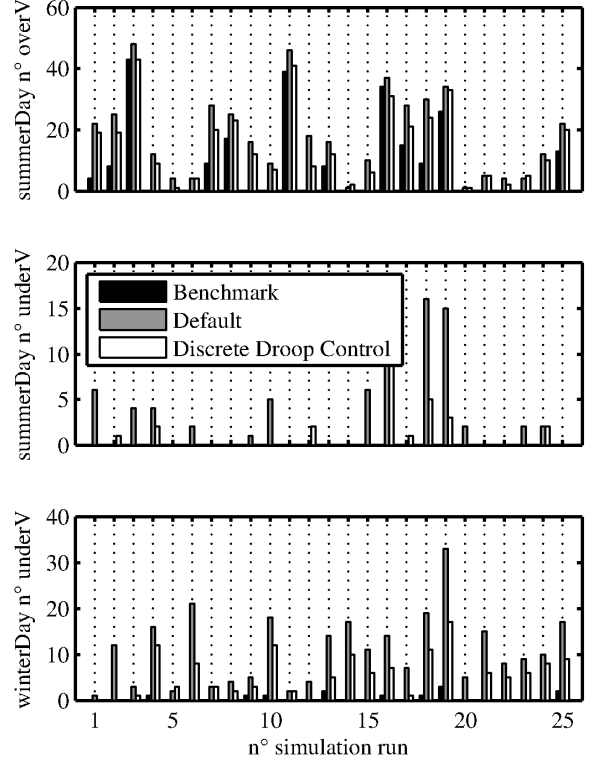 60
40
20
0
summerDay n° overV
20
15
10
5
0
summerDay n° underV
Benchmark
Default
Discrete Droop Control
40
30
20
10
0
winterDay n° underV
1 5 10 15 20 25
n° simulation run